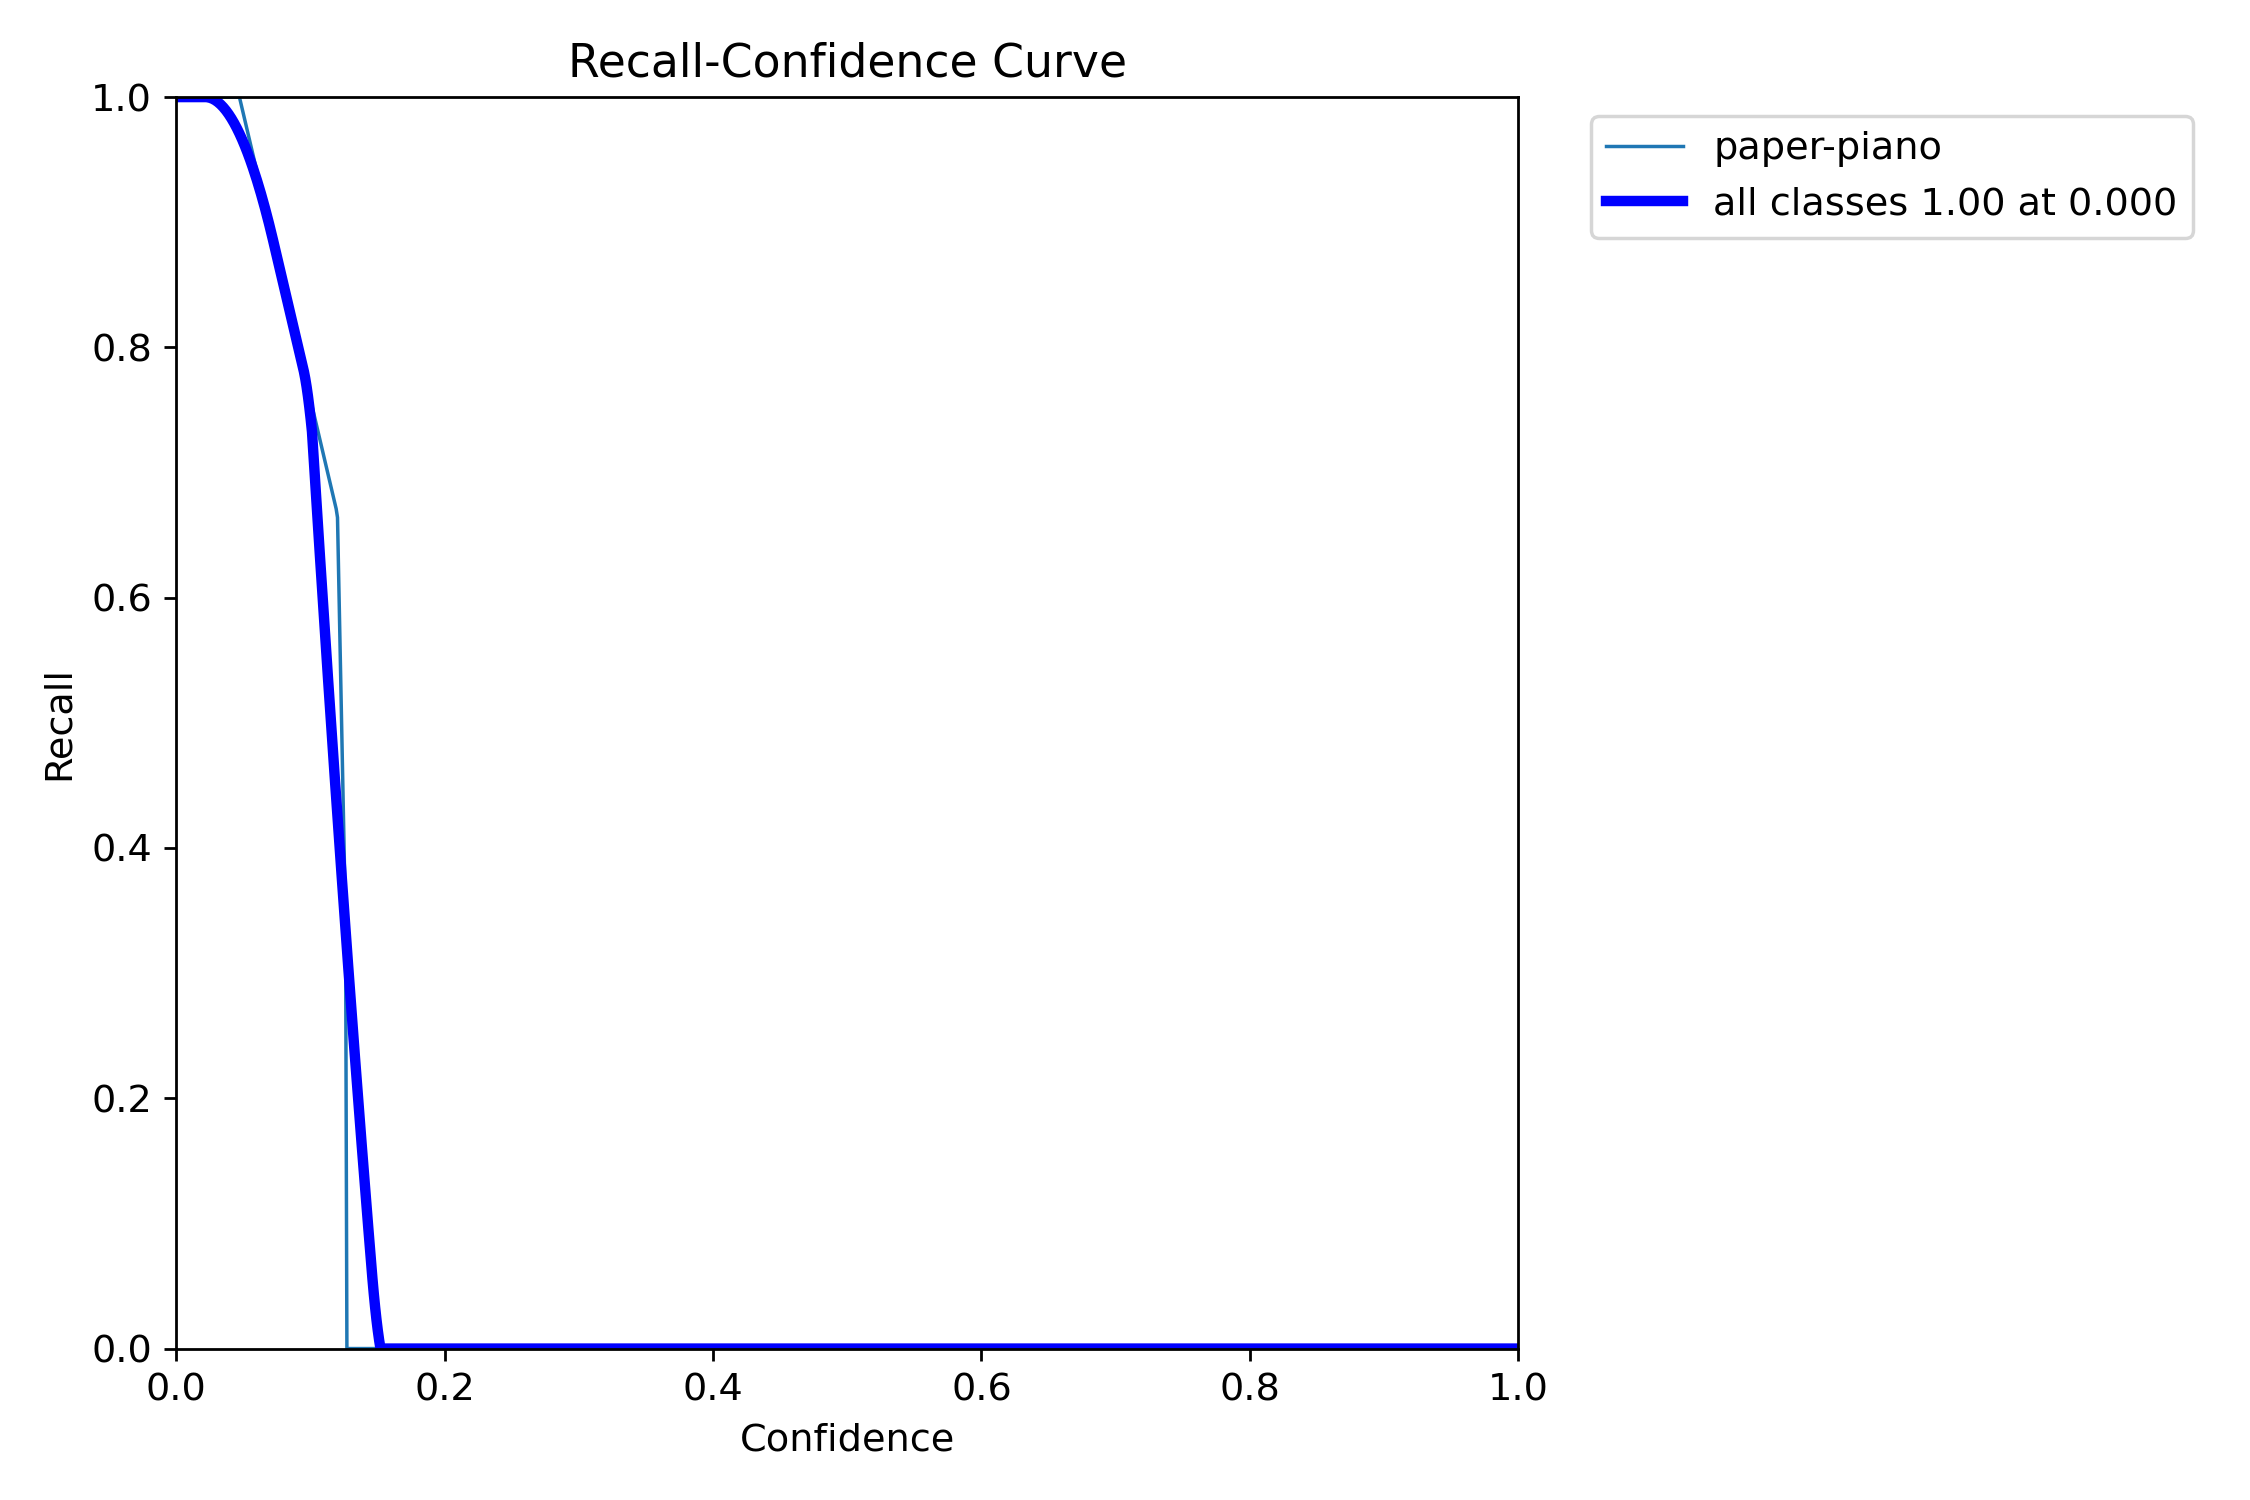 Recall-Confidence Curve
paper-piano
all classes 1.00 at 0.000
1.0
0.8
0.6
0.4
0.2
0.0
Recall
0.0 0.2 0.4 0.6 0.8 1.0
Confidence